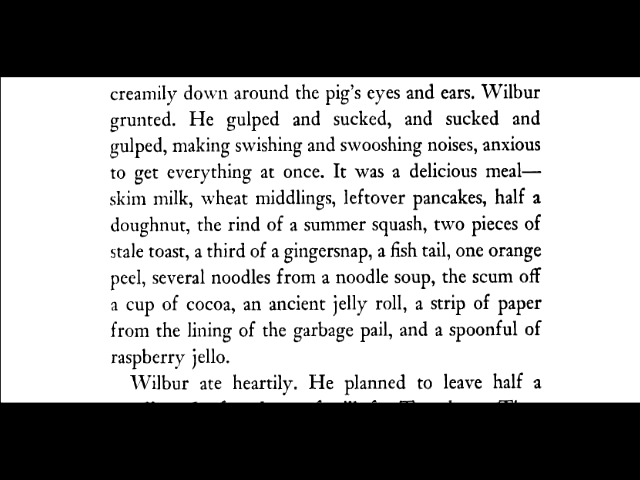 creamily down around the pig's eyes and ears. Wilbur
grunted. He gulped and sucked, and sucked and
gulped, making swishing and swooshing noises, anxious
to get everything at once. It was a delicious meal—
skim milk, wheat middlings, leftover pancakes, half a
doughnut, the rind of a summer squash, two pieces of
stale toast, a third of a gingersnap, a fish tail, one orange
peel, several noodles from a noodle soup, the scum off
a cup of cocoa, an ancient jelly roll, a strip of paper
from the lining of the garbage pail, and a spoonful of
raspberry jello.
Wilbur ate heartily. He planned to leave half a